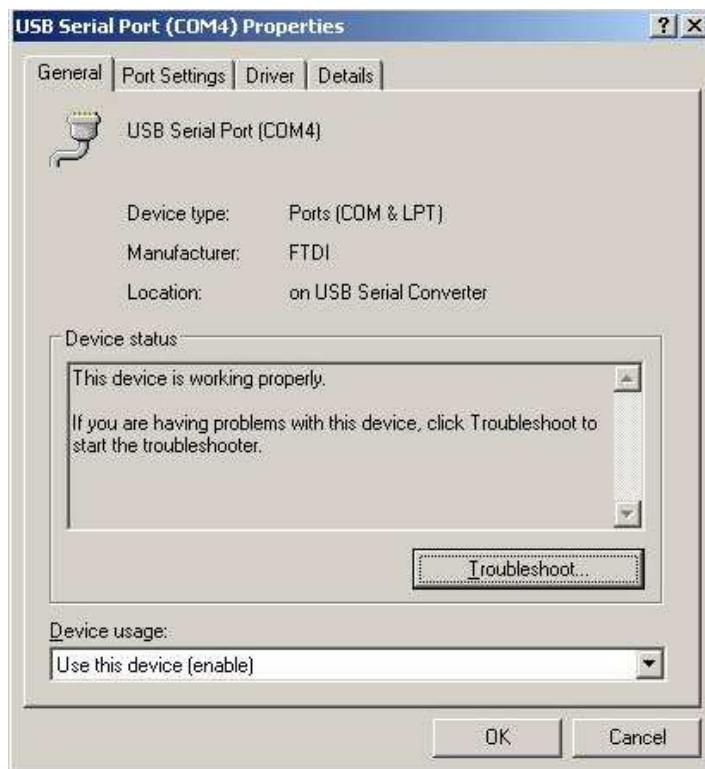 USB Serial Port (COM4) Properties
? X
General Port Settings Driver Details
USB Serial Port (COM4)
Device type: Ports (COM & LPT)
Manufacturer: FTDI
Location: on USB Serial Converter
Device status
This device is working properly.
If you are having problems with this device, click Troubleshoot to
start the troubleshooter.
Troubleshoot...
Device usage:
Use this device (enable)
OK Cancel